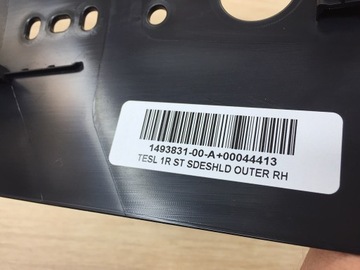 1493831-00-A+00044413
TESL 1R ST SDESHLD OUTER RH